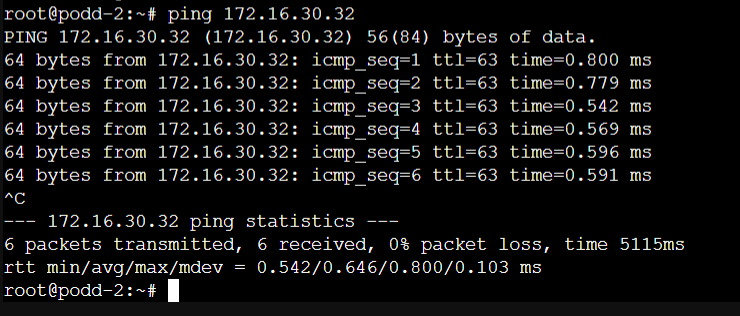 root@podd-2:~# ping 172.16.30.32
PING 172.16.30.32 (172.16.30.32) 56(84) bytes of data.
64 bytes from 172.16.30.32: icmp_seq=1 ttl=63 time=0.800 ms
64 bytes from 172.16.30.32: icmp_seq=2 ttl=63 time=0.779 ms
64 bytes from 172.16.30.32: icmp_seq=3 ttl=63 time=0.542 ms
64 bytes from 172.16.30.32: icmp_seq=4 ttl=63 time=0.569 ms
64 bytes from 172.16.30.32: icmp_seq=5 ttl=63 time=0.596 ms
64 bytes from 172.16.30.32: icmp_seq=6 ttl=63 time=0.591 ms
^C
--- 172.16.30.32 ping statistics ---
6 packets transmitted, 6 received, 0% packet loss, time 5115ms
rtt min/avg/max/mdev = 0.542/0.646/0.800/0.103 ms
root@podd-2:~#